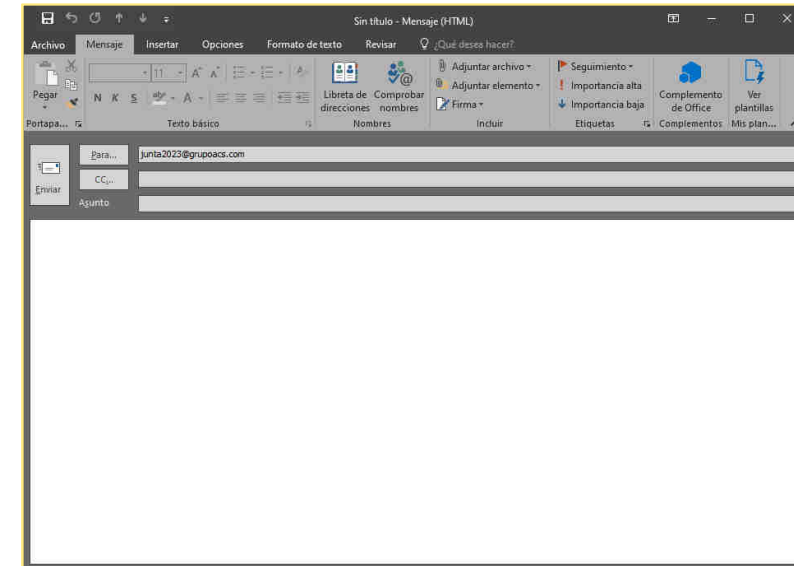 Sin título - Mensaje (HTML)
Archivo Mensaje Insertar Opciones Formato de texto Revisar ¿Qué desea hacer?
Pegar
11
N K S
Libreta de direcciones
Comprobar nombres
Adjuntar archivo
Adjuntar elemento
Firma
Seguimiento
Importancia alta
Importancia baja
Complemento de Office
Ver plantillas
Portapa... Texto básico Nombres Incluir Etiquetas Complementos Mis plan...
Enviar
Para... junta2023@grupoacs.com
CC...
Asunto